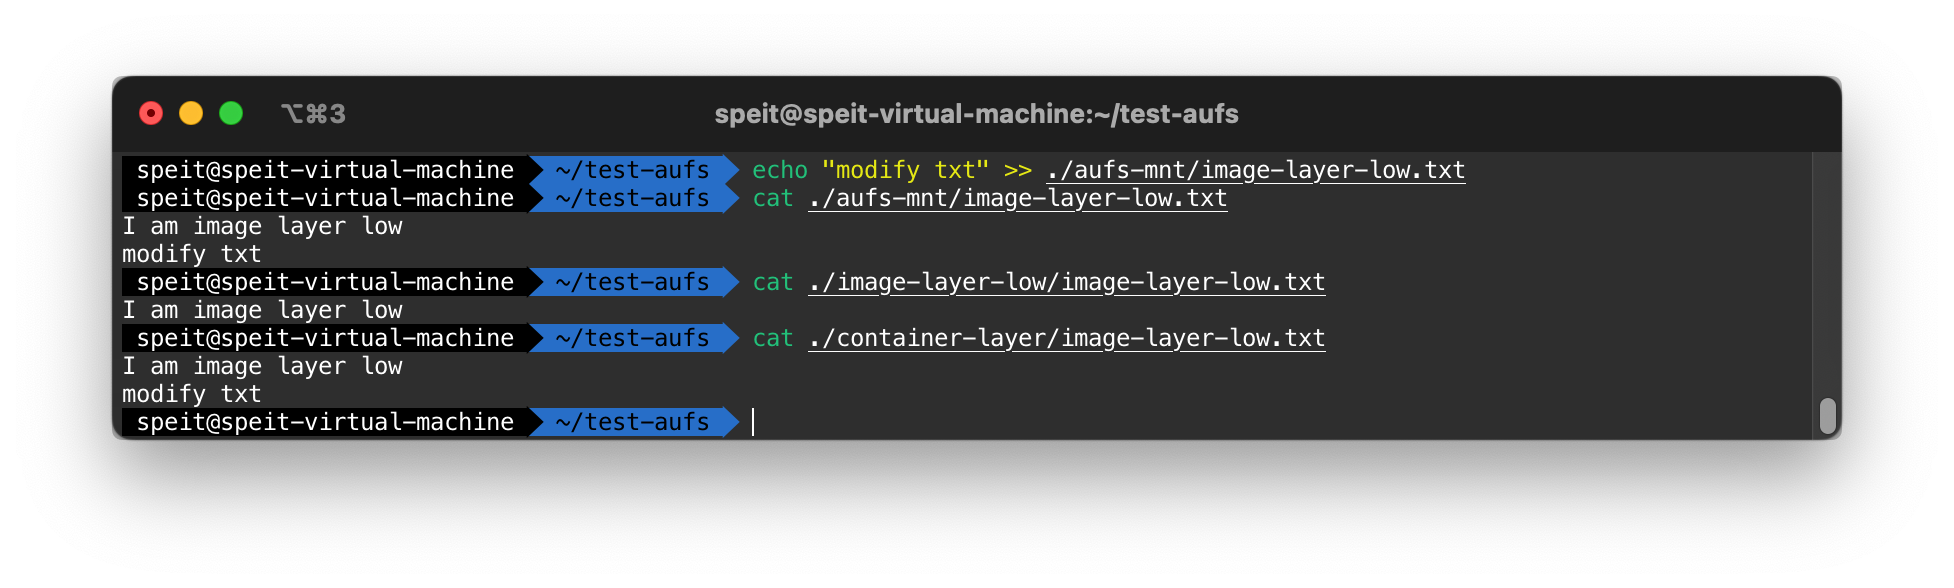 ⌥⌘3 speit@speit-virtual-machine:~/test-aufs
speit@speit-virtual-machine ~/test-aufs echo "modify txt" >> ./aufs-mnt/image-layer-low.txt
speit@speit-virtual-machine ~/test-aufs cat ./aufs-mnt/image-layer-low.txt
I am image layer low
modify txt
speit@speit-virtual-machine ~/test-aufs cat ./image-layer-low/image-layer-low.txt
I am image layer low
speit@speit-virtual-machine ~/test-aufs cat ./container-layer/image-layer-low.txt
I am image layer low
modify txt
speit@speit-virtual-machine ~/test-aufs